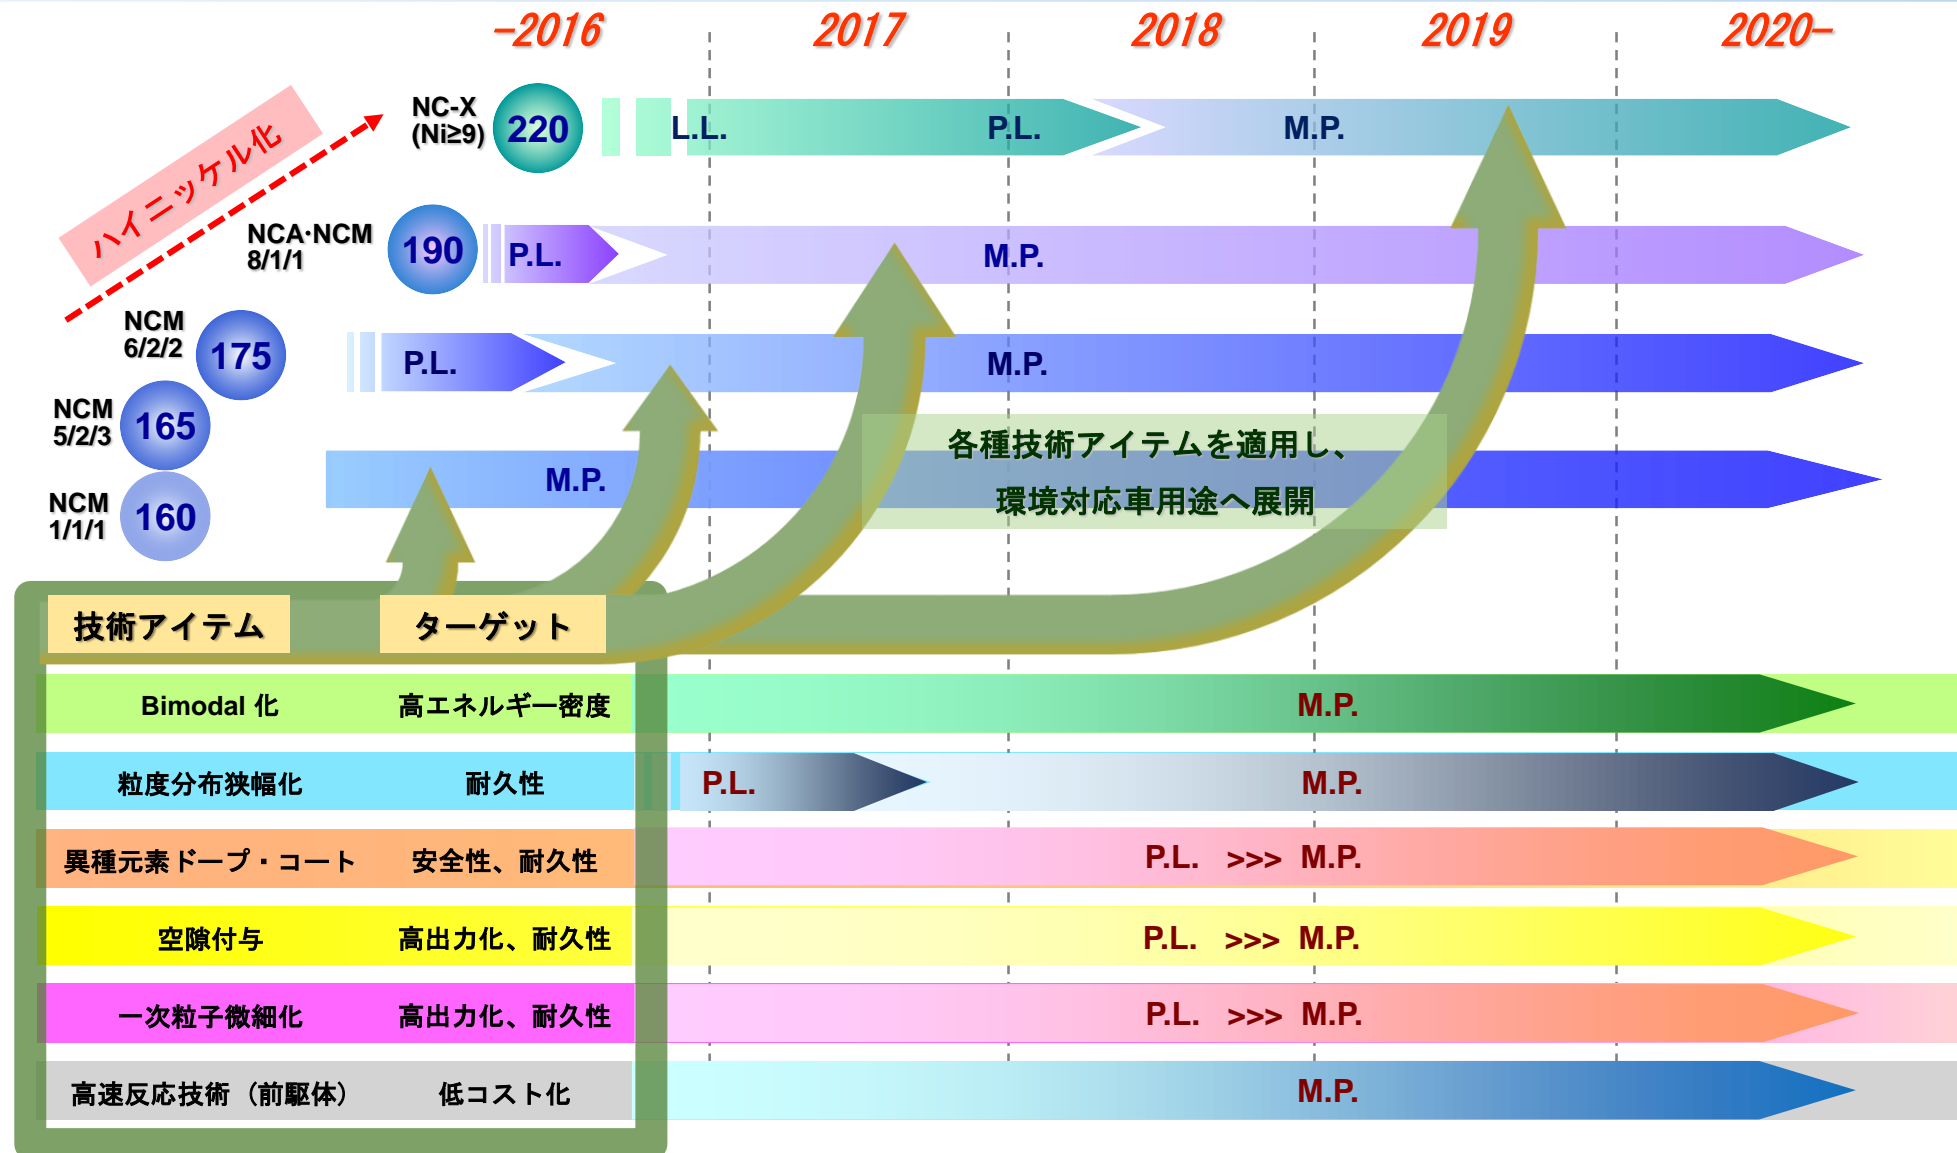 -2016 2017 2018 2019 2020-
ハイニッケル化
NC-X
(Ni≥9)
220
L.L. P.L. M.P.
NCA·NCM
8/1/1
190
P.L. M.P.
NCM
6/2/2
175
P.L. M.P.
NCM
5/2/3
165
NCM
1/1/1
160
M.P.
各種技術アイテムを適用し、
環境対応車用途へ展開
技術アイテム ターゲット
Bimodal 化 高エネルギー密度 M.P.
粒度分布狭幅化 耐久性 P.L. M.P.
異種元素ドープ・コート 安全性、耐久性 P.L. >>> M.P.
空隙付与 高出力化、耐久性 P.L. >>> M.P.
一次粒子微細化 高出力化、耐久性 P.L. >>> M.P.
高速反応技術（前駆体） 低コスト化 M.P.